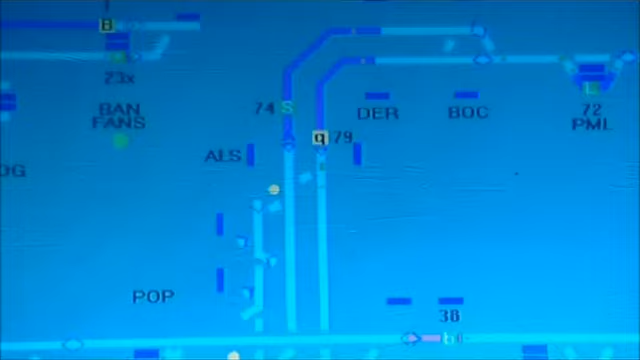 B
23x
BAN
FANS
74 S
q 79
DER
BOC
72
PML
ALS
OG
POP
38